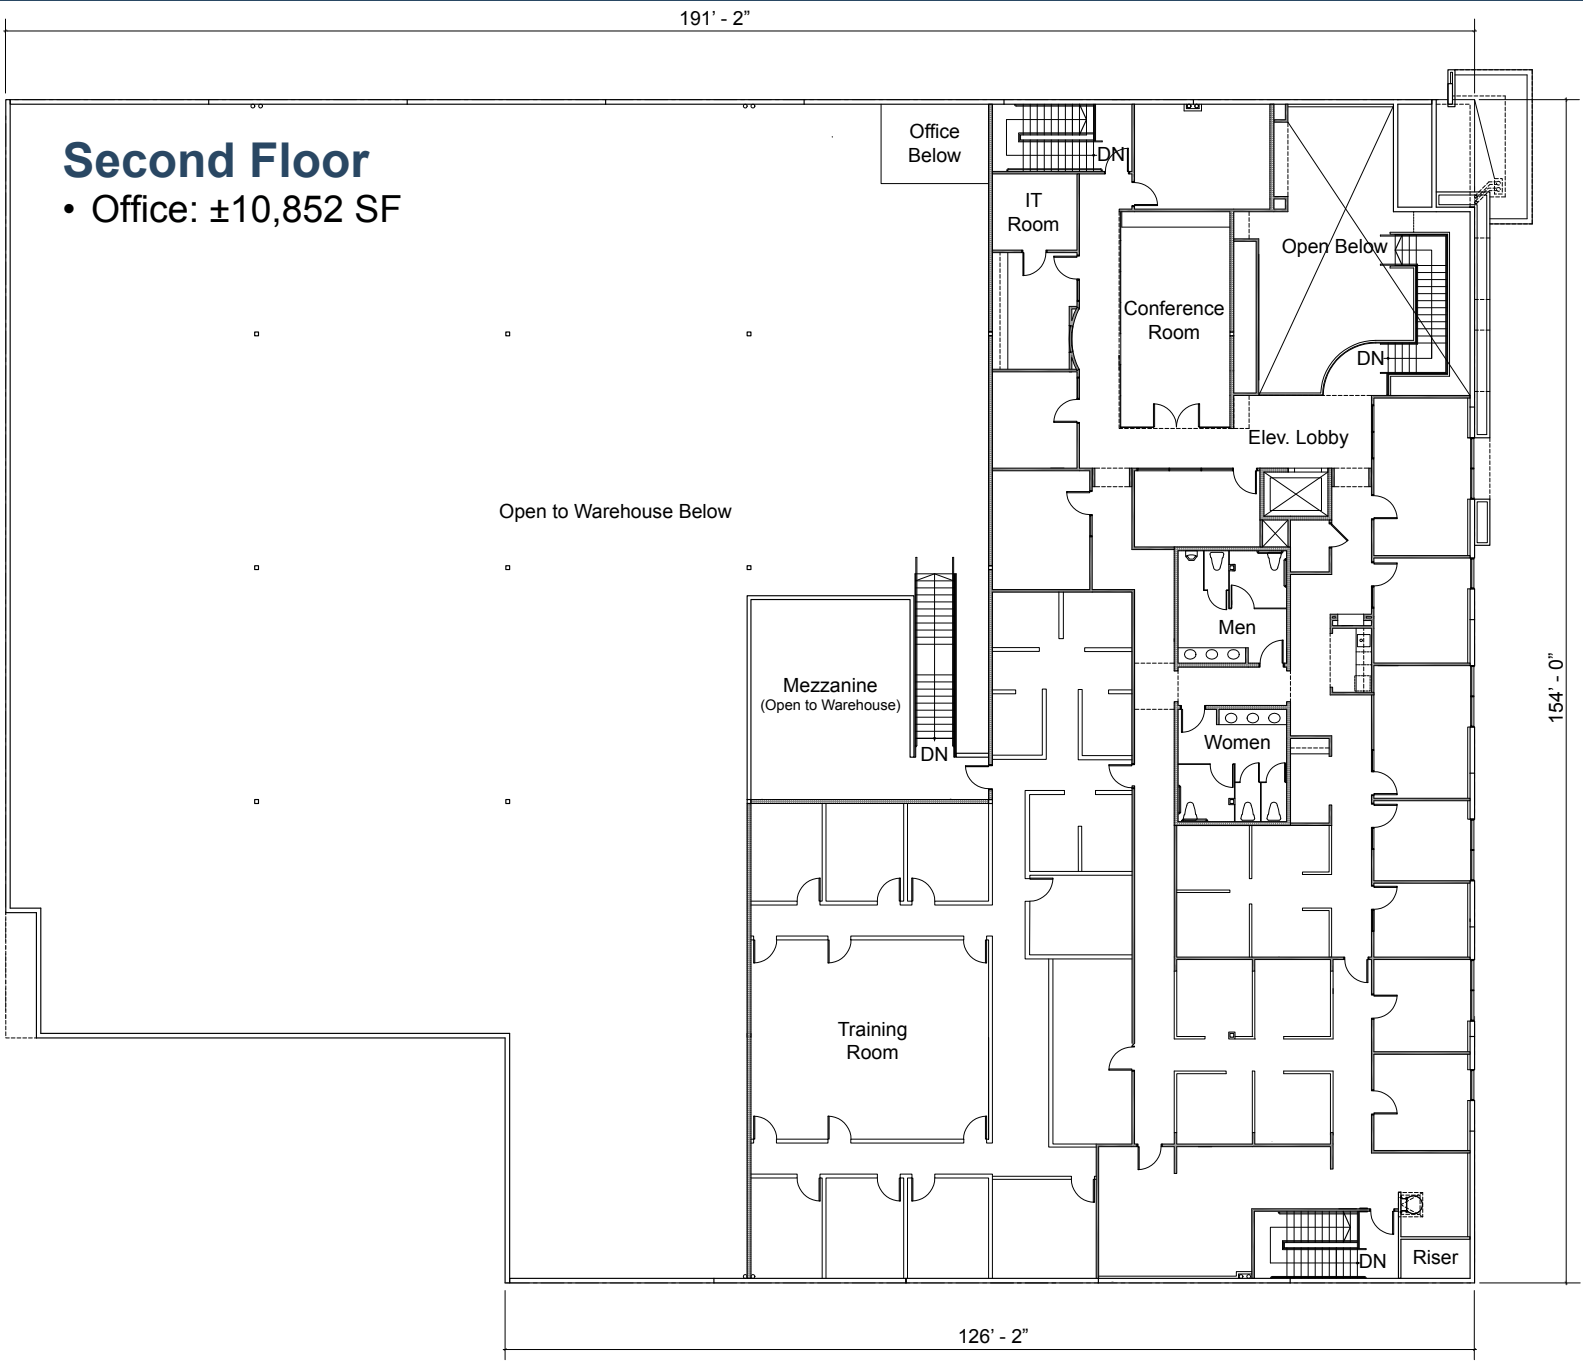 191’ - 2”
Second Floor
• Office: ±10,852 SF
Office
Below
DN
IT
Room
Open Below
Conference
Room
DN
Elev. Lobby
Open to Warehouse Below
Men
Mezzanine
(Open to Warehouse)
154’ - 0”
Women
DN
Training
Room
DN
Riser
126’ - 2”